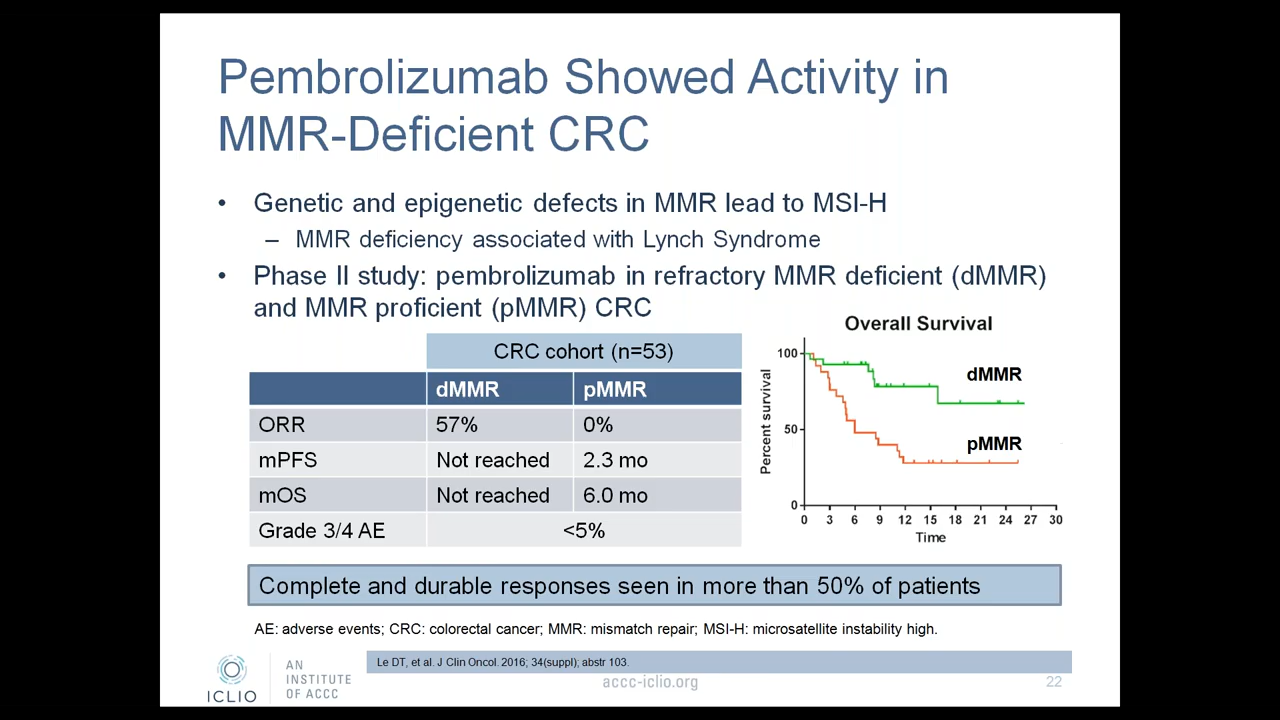 Pembrolizumab Showed Activity in
MMR-Deficient CRC
• Genetic and epigenetic defects in MMR lead to MSI-H
– MMR deficiency associated with Lynch Syndrome
• Phase II study: pembrolizumab in refractory MMR deficient (dMMR)
and MMR proficient (pMMR) CRC
CRC cohort (n=53)
dMMR pMMR
ORR 57% 0%
mPFS Not reached 2.3 mo
mOS Not reached 6.0 mo
Grade 3/4 AE <5%
Overall Survival
Percent survival
100
50
0
dMMR
pMMR
0 3 6 9 12 15 18 21 24 27 30
Time
Complete and durable responses seen in more than 50% of patients
AE: adverse events; CRC: colorectal cancer; MMR: mismatch repair; MSI-H: microsatellite instability high.
Le DT, et al. J Clin Oncol. 2016; 34(suppl); abstr 103.
ICLIO
AN
INSTITUTE
OF ACCC
accc-iclio.org
22